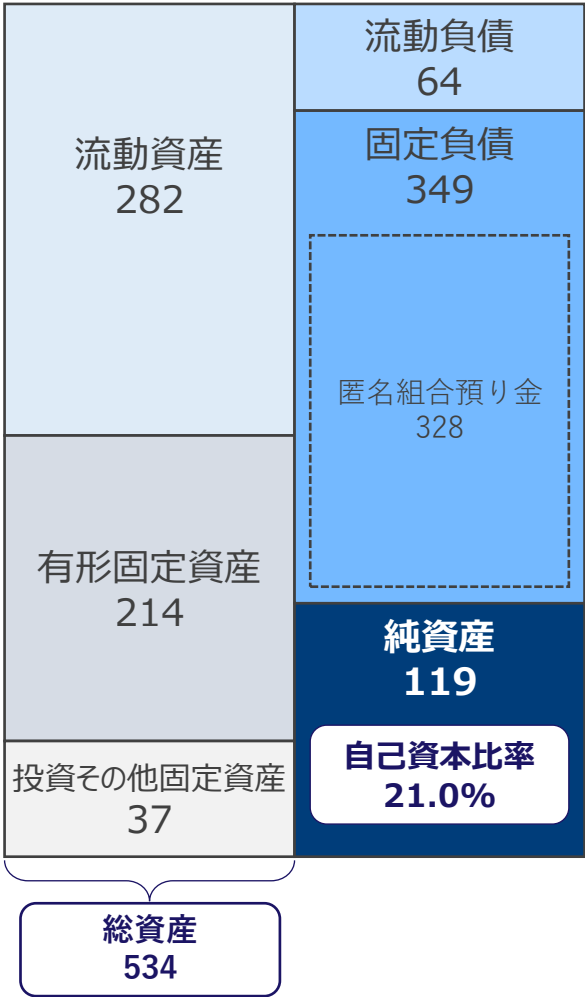 流動資産
282
有形固定資産
214
投資その他固定資産
37
総資産
534
流動負債
64
固定負債
349
匿名組合預り金
328
純資産
119
自己資本比率
21.0%